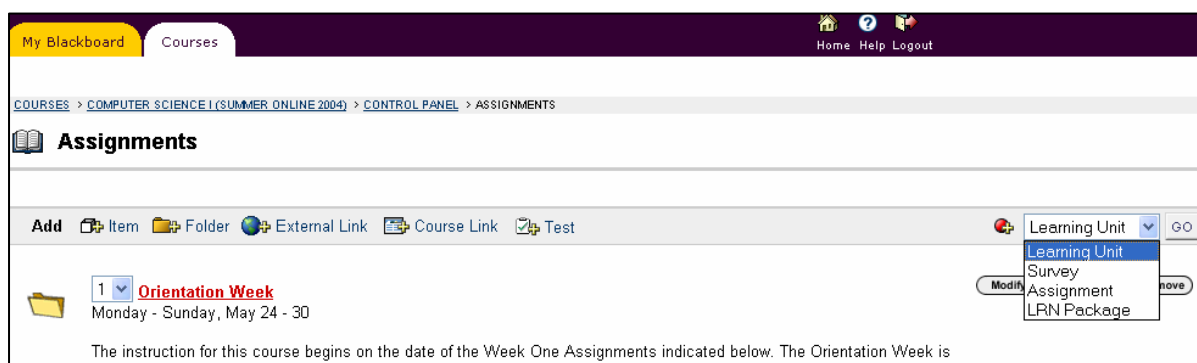 My Blackboard Courses
Home Help Logout
COURSES > COMPUTER SCIENCE I (SUMMER ONLINE 2004) > CONTROL PANEL > ASSIGNMENTS
Assignments
Add Item Folder External Link Course Link Test Learning Unit GO
Learning Unit
Survey
Assignment
LRN Package
1 Orientation Week
Monday - Sunday, May 24 - 30
The instruction for this course begins on the date of the Week One Assignments indicated below. The Orientation Week is